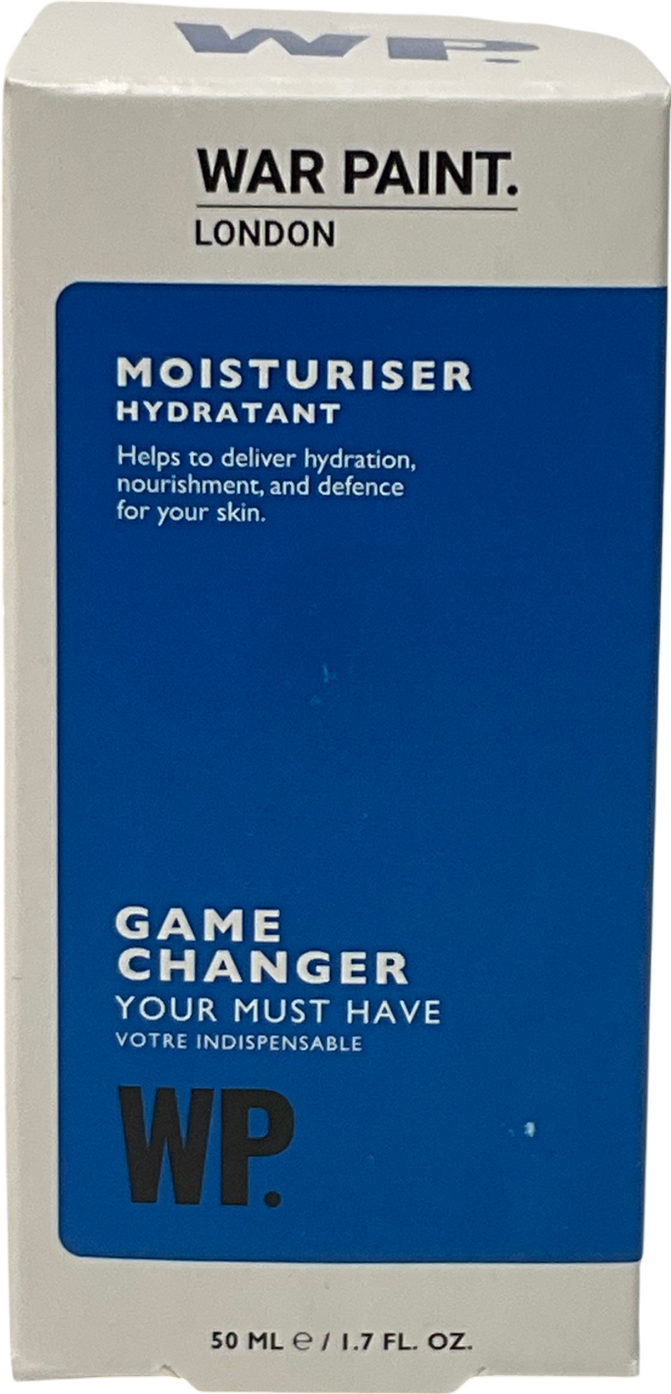 WP.
WAR PAINT.
LONDON
MOISTURISER
HYDRATANT
Helps to deliver hydration,
nourishment, and defence
for your skin.
GAME
CHANGER
YOUR MUST HAVE
VOTRE INDISPENSABLE
WP.
50 ML ℮ / 1.7 FL. OZ.